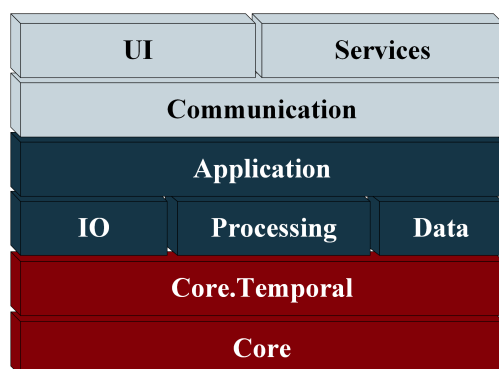 UI Services
Communication
Application
IO Processing Data
Core.Temporal
Core